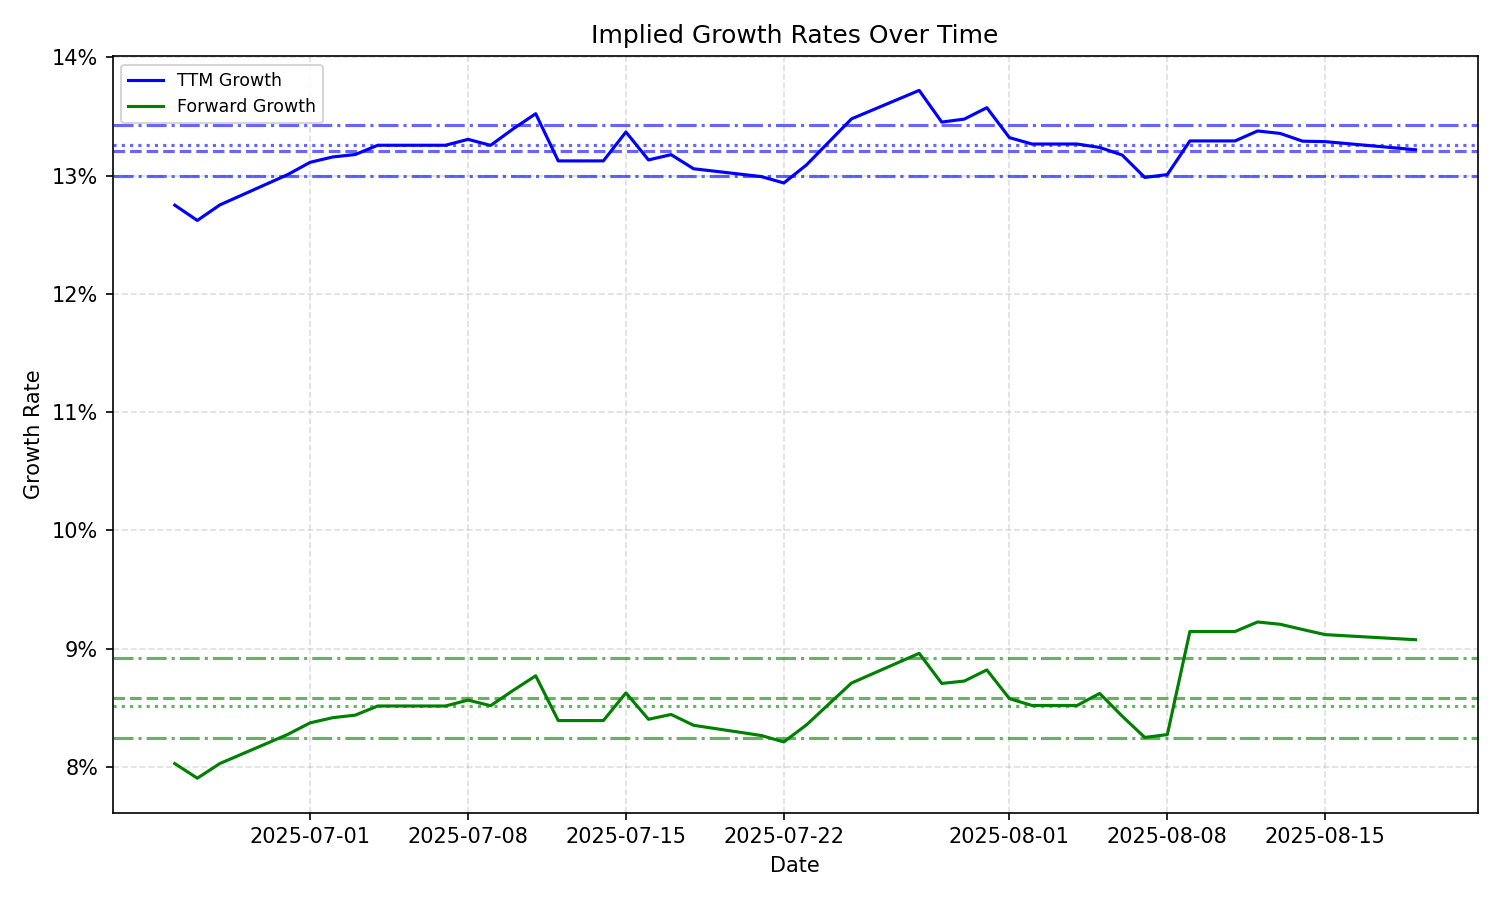 Implied Growth Rates Over Time
TTM Growth
Forward Growth
14%
13%
12%
11%
10%
9%
8%
Growth Rate
2025-07-01 2025-07-08 2025-07-15 2025-07-22 2025-08-01 2025-08-08 2025-08-15
Date